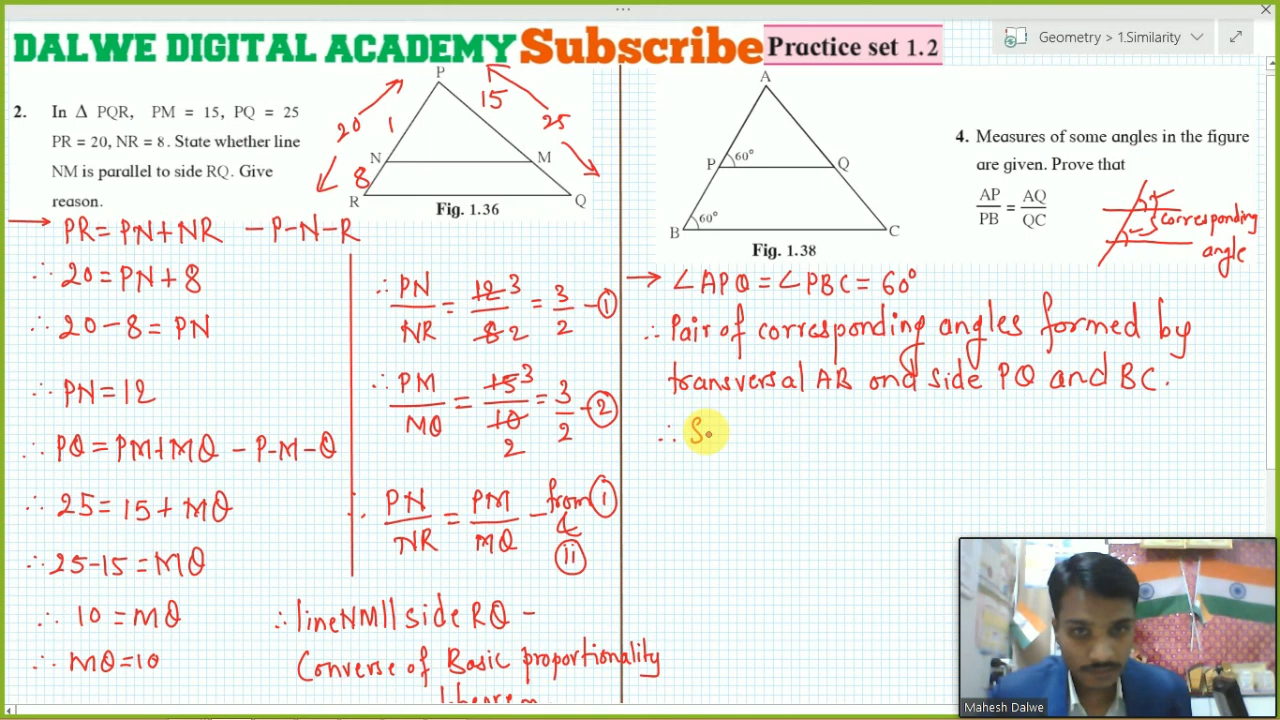 DALWE DIGITAL ACADEMY Subscribe Practice set 1.2
Geometry > 1.Similarity
2. In Δ PQR, PM = 15, PQ = 25
PR = 20, NR = 8. State whether line
NM is parallel to side RQ. Give
reason.
P
15
20
25
N
M
8
R
Q
Fig. 1.36
PR = PN + NR - P-N-R
∴ 20 = PN + 8
∴ 20 - 8 = PN
∴ PN = 12
∴ PQ = PM + MQ - P-M-Q
∴ 25 = 15 + MQ
∴ 25 - 15 = MQ
∴ 10 = MQ
∴ MQ = 10
∴ PN/NR = 12 3/8 2 = 3/2 - 1
∴ PM/MQ = 15 3/10 2 = 3/2 - 2
∴ PN/NR = PM/MQ - from i & ii
∴ line NM || side RQ -
Converse of Basic proportionality
theorem
A
P 60° Q
B 60° C
Fig. 1.38
4. Measures of some angles in the figure
are given. Prove that
AP/PB = AQ/QC
corresponding
angle
∠APQ = ∠PBC = 60°
∴ Pair of corresponding angles formed by
transversal AB and side PQ and BC.
∴ S
Mahesh Dalwe